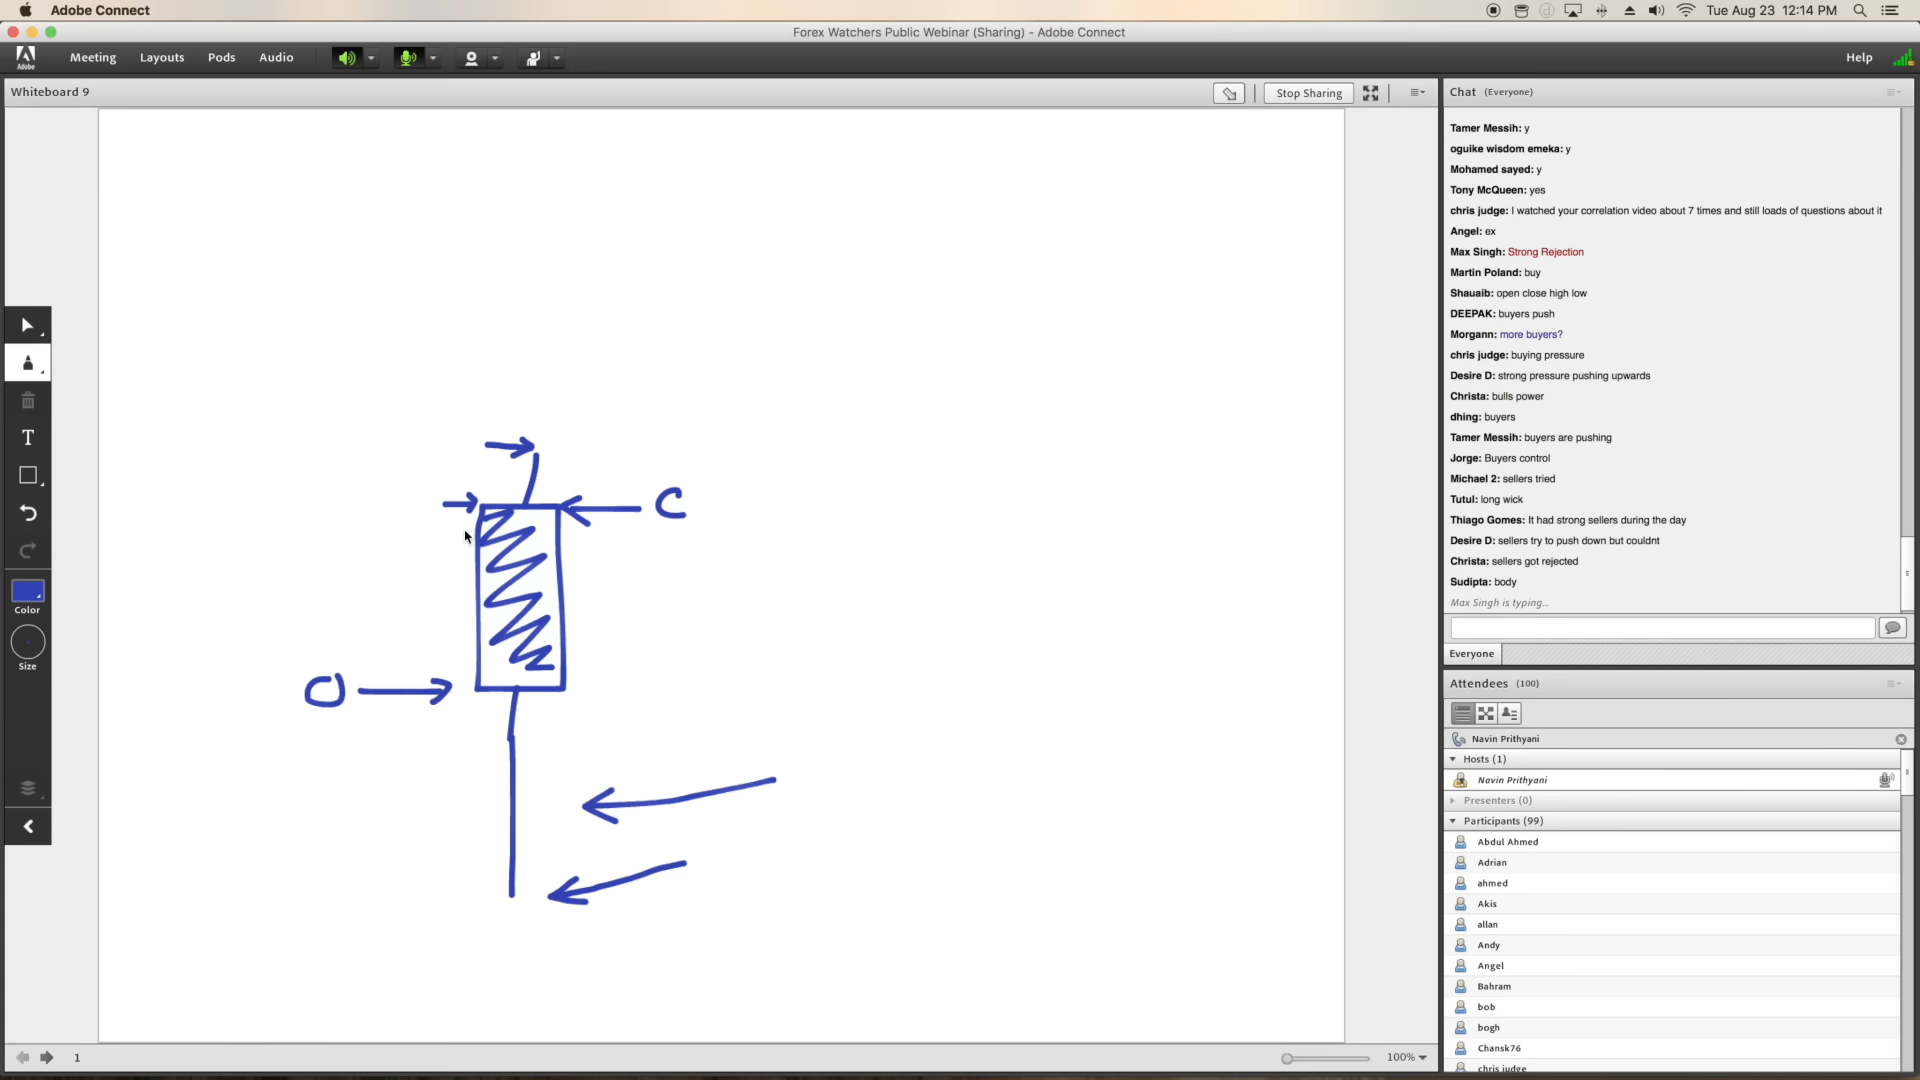 Adobe Connect
Tue Aug 23 12:14 PM
Forex Watchers Public Webinar (Sharing) - Adobe Connect
Adobe
Meeting Layouts Pods Audio
Help
Whiteboard 9
Stop Sharing
C
O
T
Color
Size
1
100%
Chat (Everyone)
Tamer Messih: y
oguike wisdom emeka: y
Mohamed sayed: y
Tony McQueen: yes
chris judge: I watched your correlation video about 7 times and still loads of questions about it
Angel: ex
Max Singh: Strong Rejection
Martin Poland: buy
Shauaib: open close high low
DEEPAK: buyers push
Morgann: more buyers?
chris judge: buying pressure
Desire D: strong pressure pushing upwards
Christa: bulls power
dhing: buyers
Tamer Messih: buyers are pushing
Jorge: Buyers control
Michael 2: sellers tried
Tutul: long wick
Thiago Gomes: It had strong sellers during the day
Desire D: sellers try to push down but couldnt
Christa: sellers got rejected
Sudipta: body
Max Singh is typing...
Everyone
Attendees (100)
Navin Prithyani
Hosts (1)
Navin Prithyani
Presenters (0)
Participants (99)
Abdul Ahmed
Adrian
ahmed
Akis
allan
Andy
Angel
Bahram
bob
bogh
Chansk76
chris judge